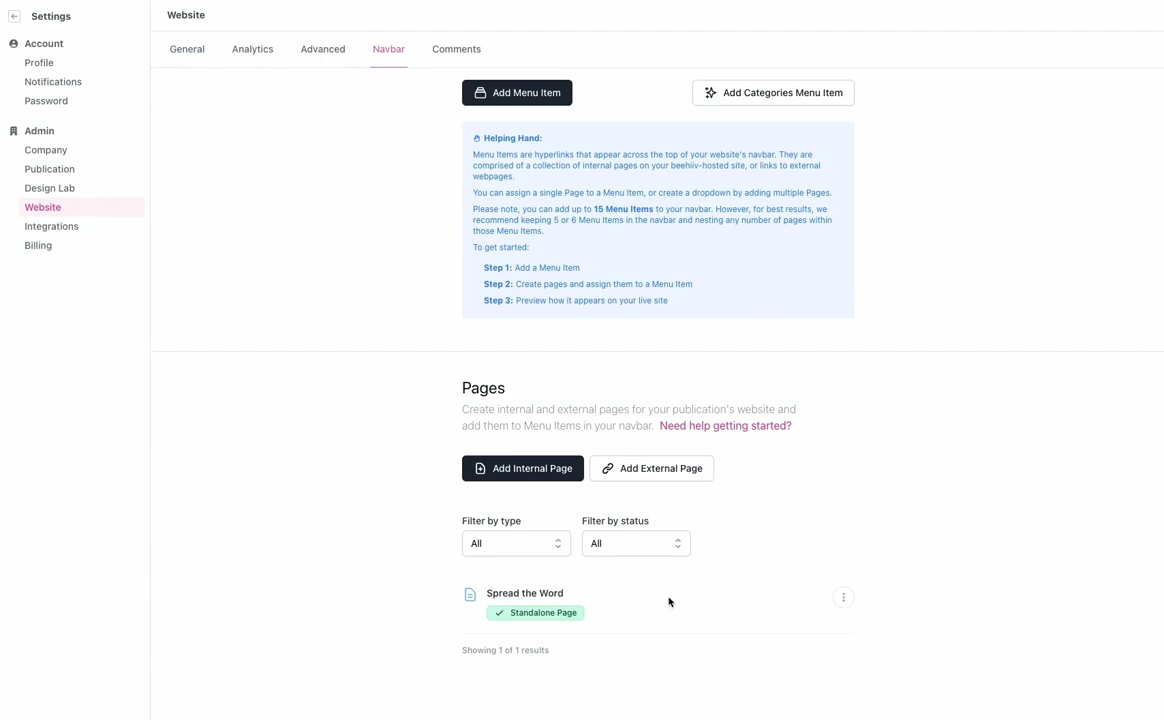 Settings
Account
Profile
Notifications
Password
Admin
Company
Publication
Design Lab
Website
Integrations
Billing
Website
General
Analytics
Advanced
Navbar
Comments
Add Menu Item
Add Categories Menu Item
Helping Hand:
Menu Items are hyperlinks that appear across the top of your website's navbar. They are
comprised of a collection of internal pages on your beehiiv-hosted site, or links to external
webpages.
You can assign a single Page to a Menu Item, or create a dropdown by adding multiple Pages.
Please note, you can add up to 15 Menu Items to your navbar. However, for best results, we
recommend keeping 5 or 6 Menu Items in the navbar and nesting any number of pages within
those Menu Items.
To get started:
Step 1: Add a Menu Item
Step 2: Create pages and assign them to a Menu Item
Step 3: Preview how it appears on your live site
Pages
Create internal and external pages for your publication's website and
add them to Menu Items in your navbar. Need help getting started?
Add Internal Page
Add External Page
Filter by type
Filter by status
All
All
Spread the Word
Standalone Page
Showing 1 of 1 results